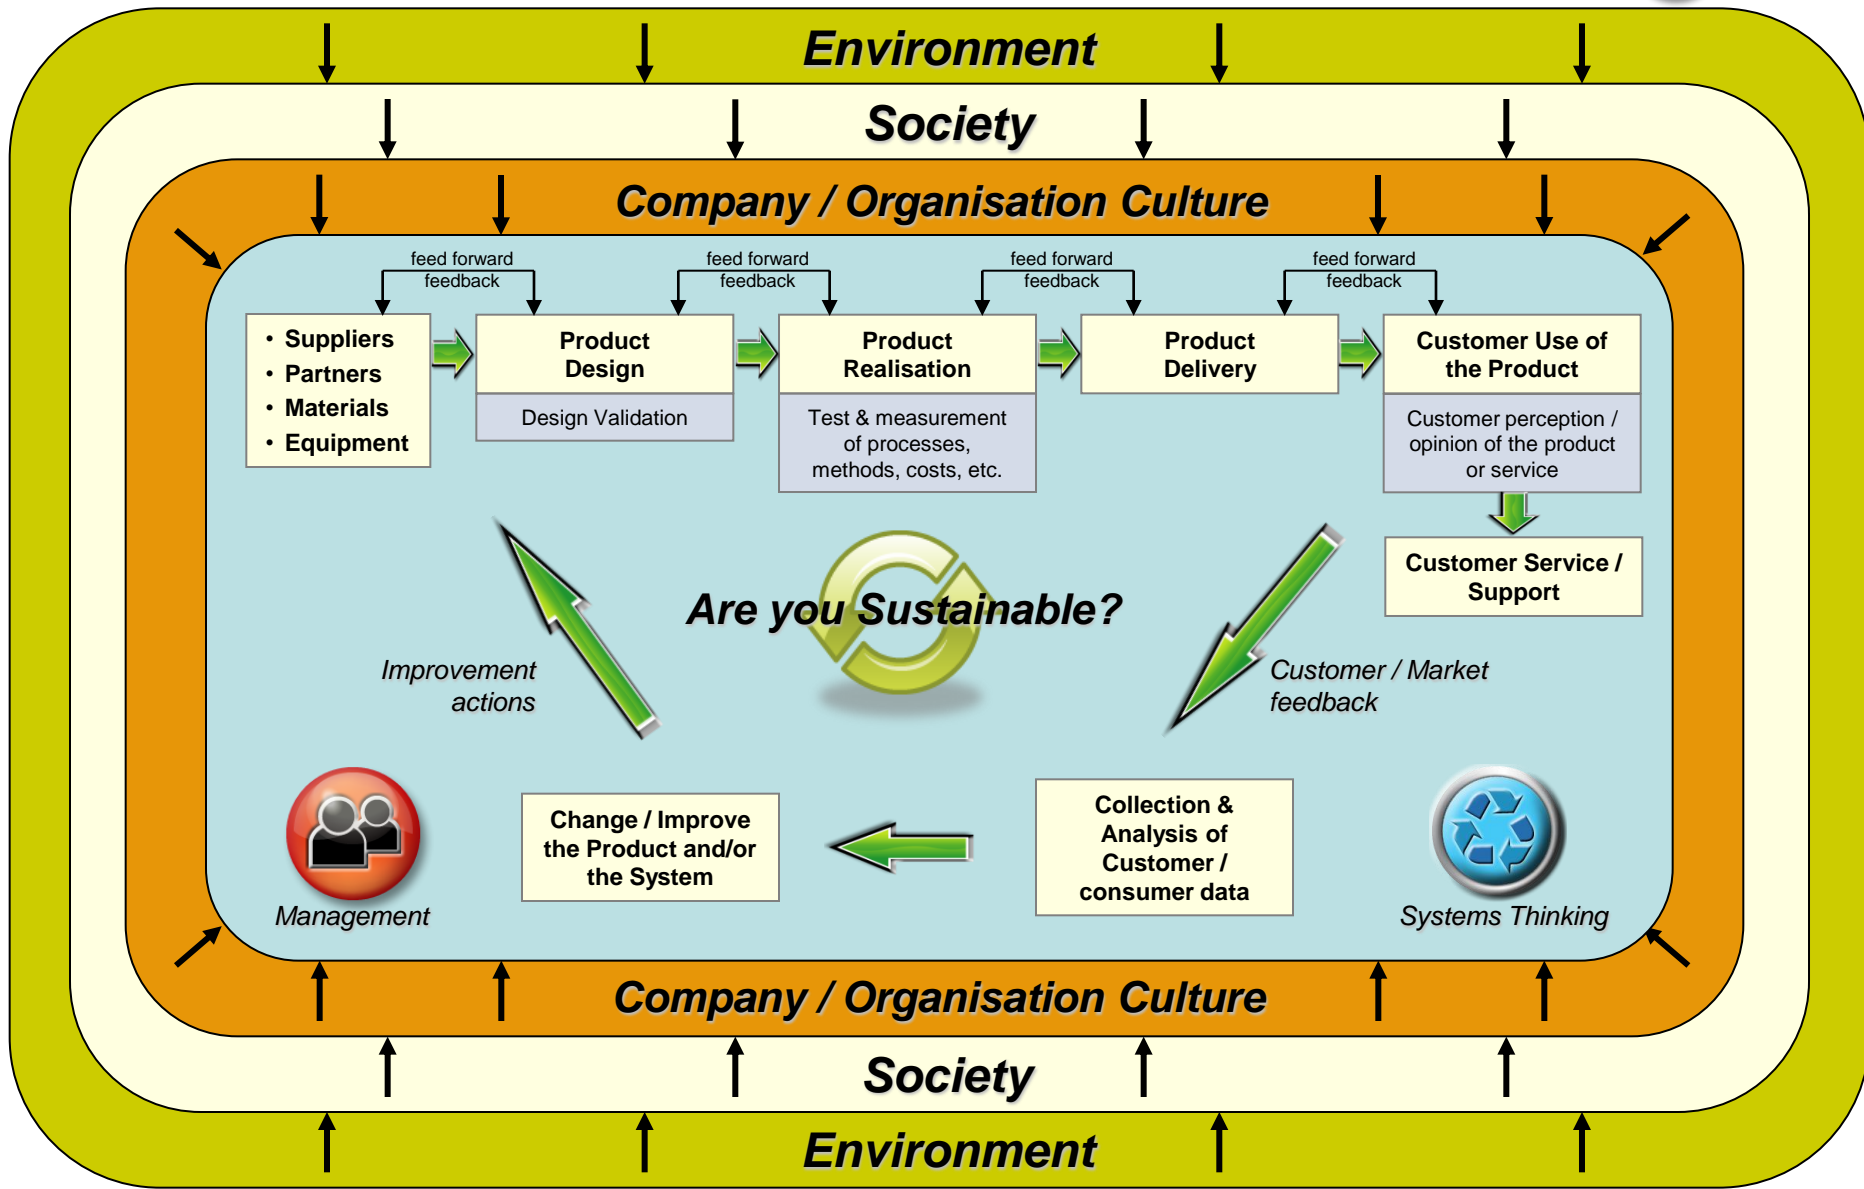 Environment
Society
Company / Organisation Culture
feed forward
feedback
feed forward
feedback
feed forward
feedback
feed forward
feedback
• Suppliers
• Partners
• Materials
• Equipment
Product
Design
Design Validation
Product
Realisation
Test & measurement
of processes,
methods, costs, etc.
Product
Delivery
Customer Use of
the Product
Customer perception /
opinion of the product
or service
Customer Service /
Support
Are you Sustainable?
Improvement
actions
Customer / Market
feedback
Management
Change / Improve
the Product and/or
the System
Collection &
Analysis of
Customer /
consumer data
Systems Thinking
Company / Organisation Culture
Society
Environment